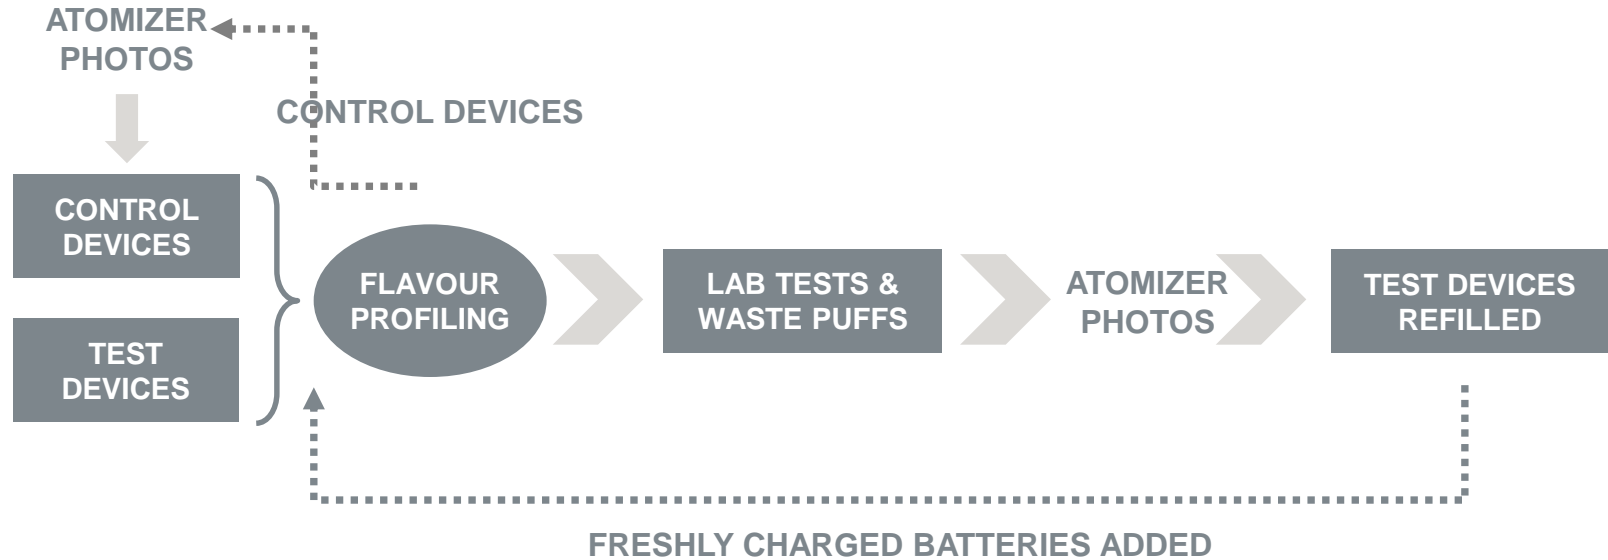 ATOMIZER
PHOTOS
CONTROL DEVICES
CONTROL
DEVICES
TEST
DEVICES
FLAVOUR
PROFILING
LAB TESTS &
WASTE PUFFS
ATOMIZER
PHOTOS
TEST DEVICES
REFILLED
FRESHLY CHARGED BATTERIES ADDED